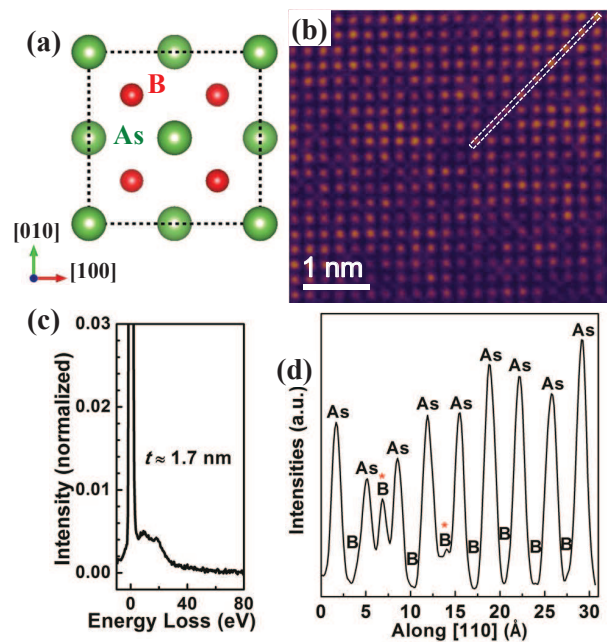 (a)
B
As
[010]
[100]
(b)
1 nm
(c)
Intensity (normalized)
0.03
0.02
0.01
0.00
t ≈ 1.7 nm
0 40 80
Energy Loss (eV)
(d)
Intensities (a.u.)
As
B
As
*
B
As
B
As
*
B
As
B
As
B
As
B
As
B
As
0 5 10 15 20 25 30
Along [110] (Å)